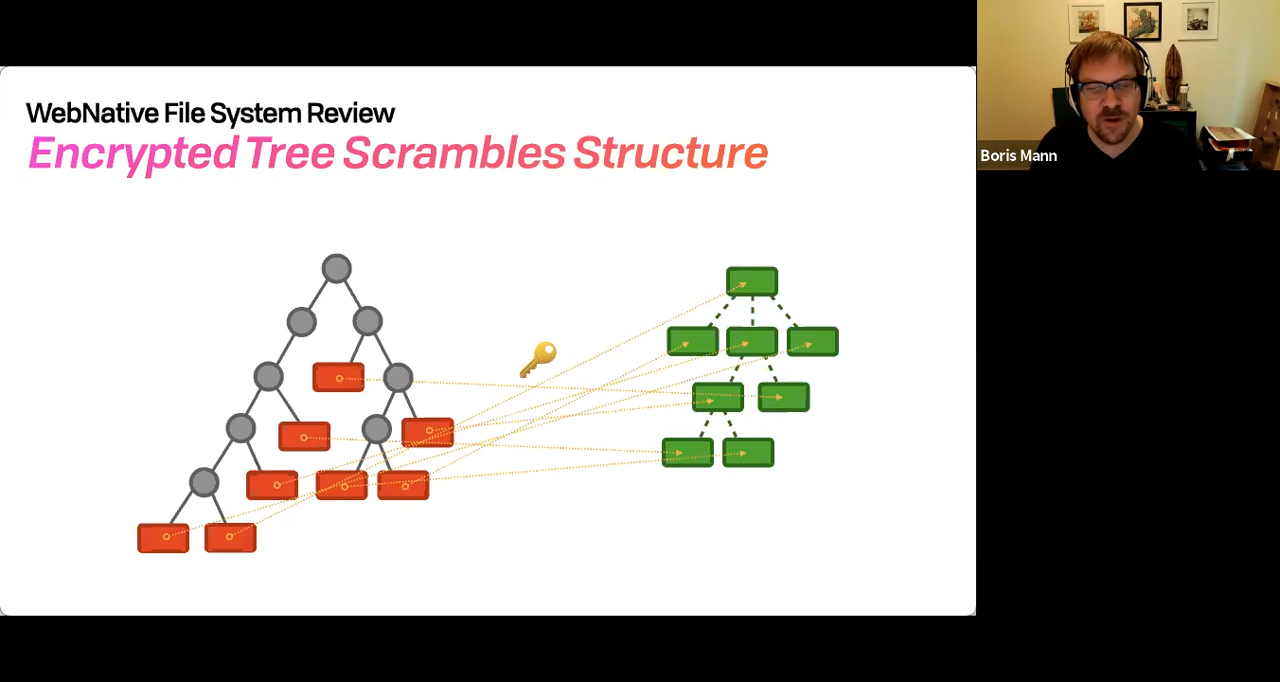 WebNative File System Review
Encrypted Tree Scrambles Structure
Boris Mann